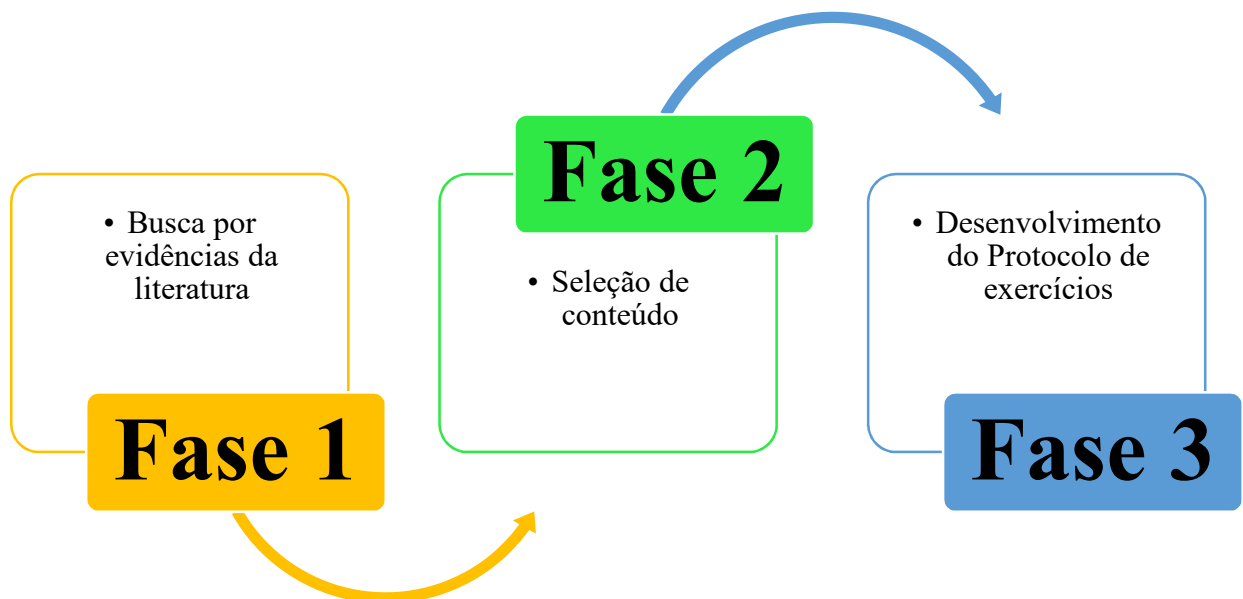 • Busca por
evidências da
literatura
Fase 1
Fase 2
• Seleção de
conteúdo
• Desenvolvimento
do Protocolo de
exercícios
Fase 3